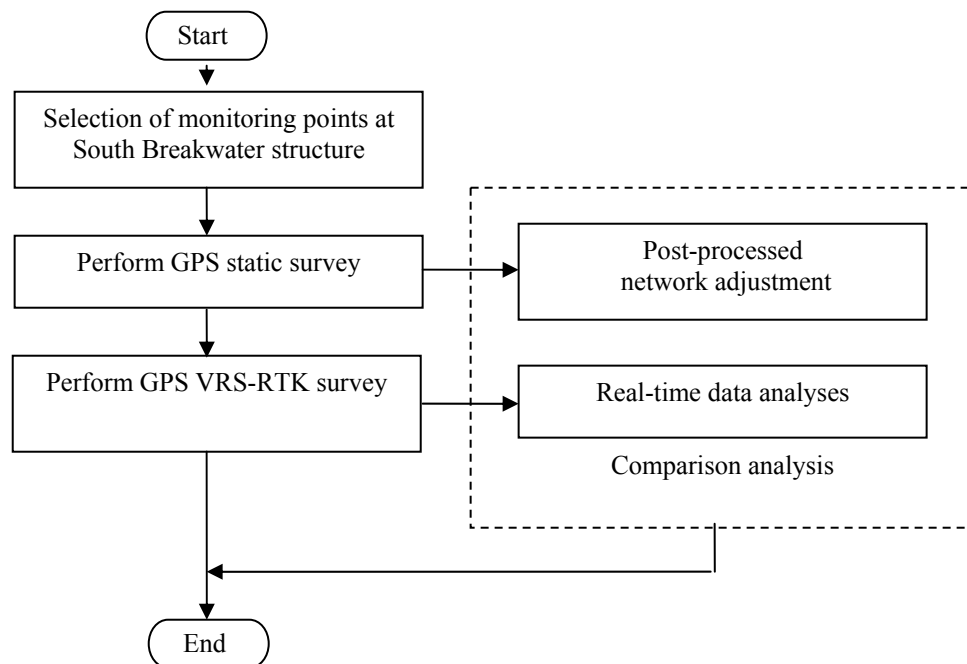 Start
Selection of monitoring points at
South Breakwater structure
Perform GPS static survey
Post-processed
network adjustment
Perform GPS VRS-RTK survey
Real-time data analyses
Comparison analysis
End